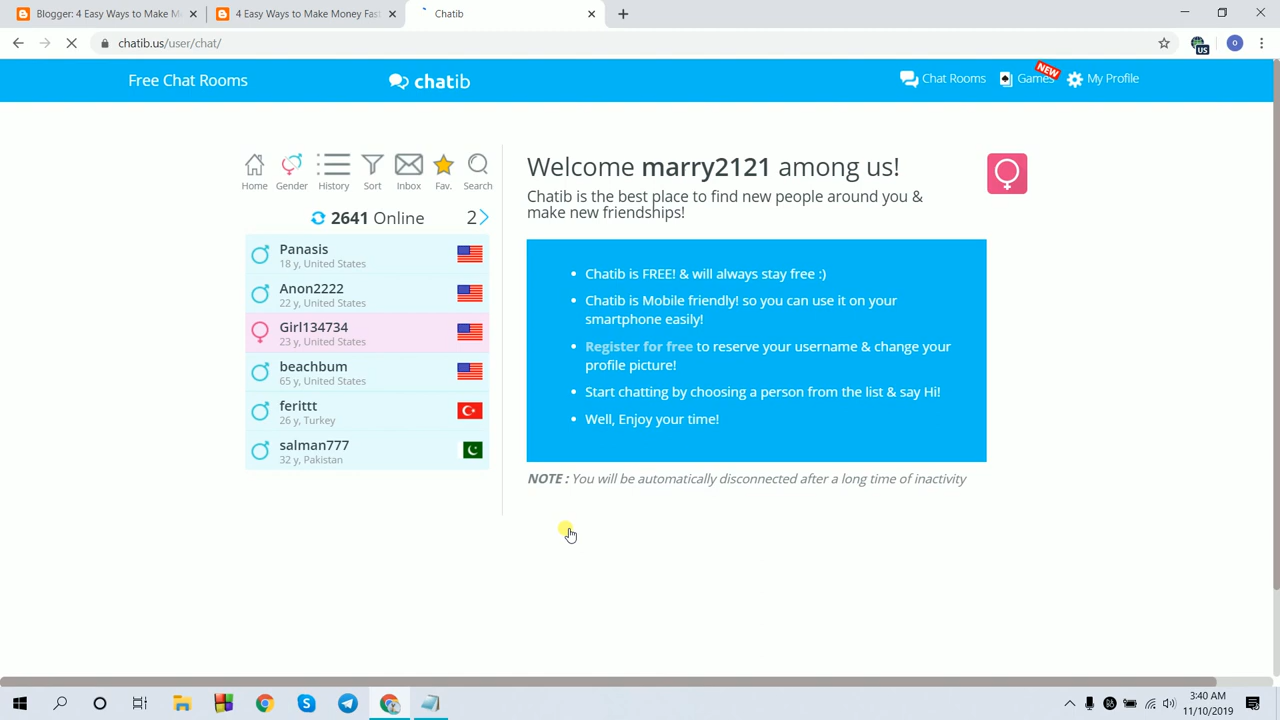 Blogger: 4 Easy Ways to Make M
4 Easy Ways to Make Money Fas
Chatib
chatib.us/user/chat/
US
Free Chat Rooms
chatib
Chat Rooms
Games
NEW
My Profile
Home
Gender
History
Sort
Inbox
Fav.
Search
2641 Online
2
Panasis
18 y, United States
Anon2222
22 y, United States
Girl134734
23 y, United States
beachbum
65 y, United States
ferittt
26 y, Turkey
salman777
32 y, Pakistan
Welcome marry2121 among us!
Chatib is the best place to find new people around you &
make new friendships!
• Chatib is FREE! & will always stay free :)
• Chatib is Mobile friendly! so you can use it on your
smartphone easily!
• Register for free to reserve your username & change your
profile picture!
• Start chatting by choosing a person from the list & say Hi!
• Well, Enjoy your time!
NOTE : You will be automatically disconnected after a long time of inactivity
3:40 AM
11/10/2019